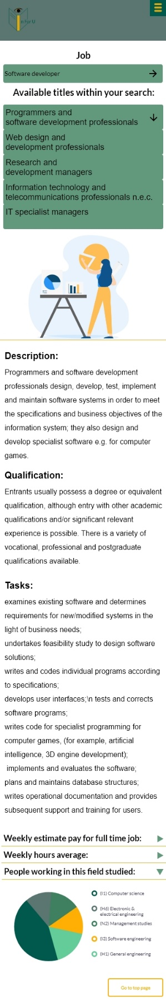 n For U
Job
Software developer
Available titles within your search:
Programmers and
software development professionals
Web design and
development professionals
Research and
development managers
Information technology and
telecommunications professionals n.e.c.
IT specialist managers
Description:
Programmers and software development
professionals design, develop, test, implement
and maintain software systems in order to meet
the specifications and business objectives of the
information system; they also design and
develop specialist software e.g. for computer
games.
Qualification:
Entrants usually possess a degree or equivalent
qualification, although entry with other academic
qualifications and/or significant relevant
experience is possible. There is a variety of
vocational, professional and postgraduate
qualifications available.
Tasks:
examines existing software and determines
requirements for new/modified systems in the
light of business needs;
undertakes feasibility study to design software
solutions;
writes and codes individual programs according
to specifications;
develops user interfaces;\n tests and corrects
software programs;
writes code for specialist programming for
computer games, (for example, artificial
intelligence, 3D engine development);
implements and evaluates the software;
plans and maintains database structures;
writes operational documentation and provides
subsequent support and training for users.
Weekly estimate pay for full time job:
Weekly hours average:
People working in this field studied:
(I1) Computer science
(H6) Electronic &
electrical engineering
(N2) Management studies
(I3) Software engineering
(H1) General engineering
Go to top page